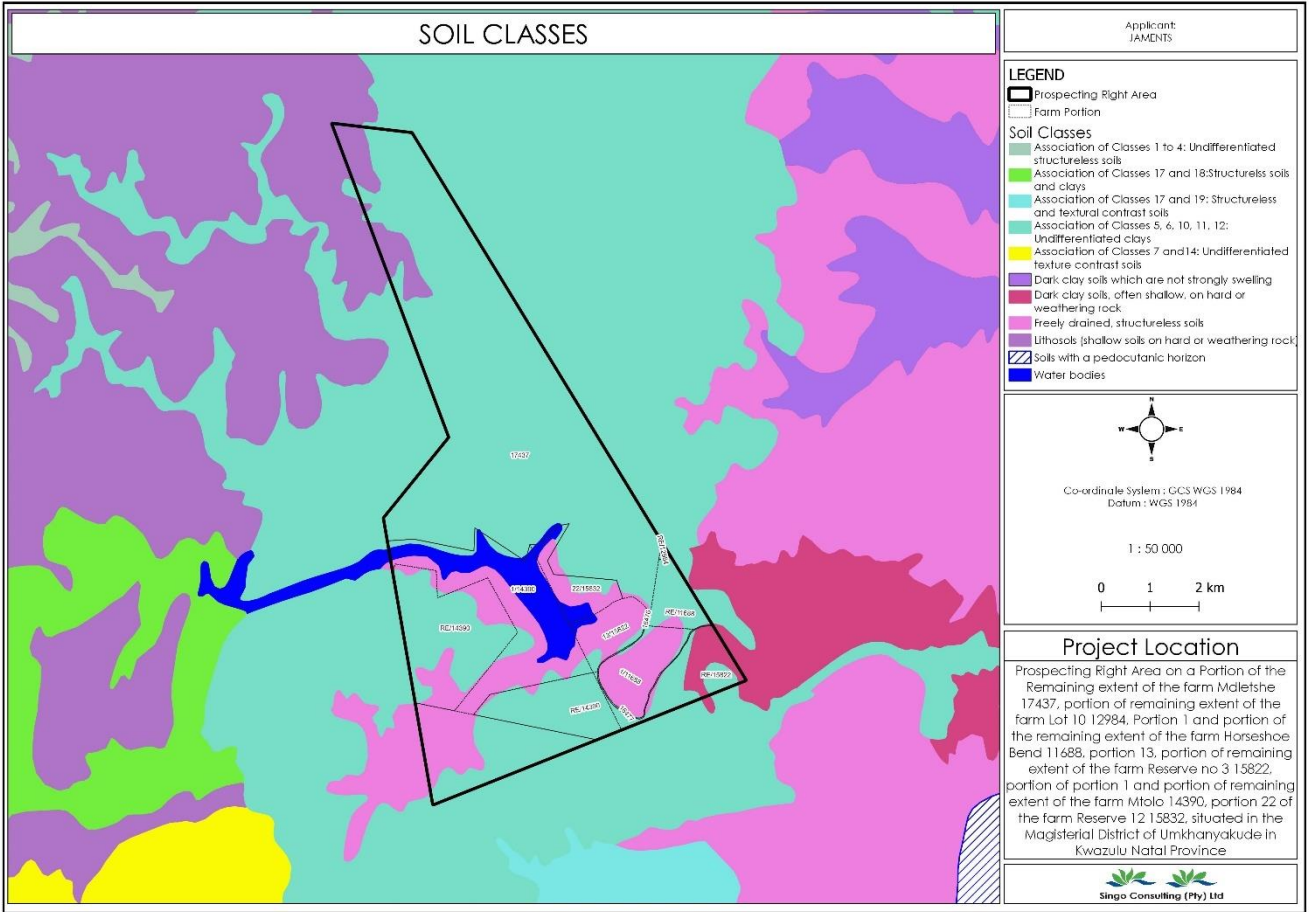 SOIL CLASSES
17437
RE/12984
1/14390
22/15832
RE/14390
13/15822
16476
RE/11688
1/11688
RE/15822
RE/14390
Applicant:
JAMENTS
LEGEND
Prospecting Right Area
Farm Portion
Soil Classes
Association of Classes 1 to 4: Undifferentiated
structureless soils
Association of Classes 17 and 18:Structurelss soils
and clays
Association of Classes 17 and 19: Structureless
and textural contrast soils
Association of Classes 5, 6, 10, 11, 12:
Undifferentiated clays
Association of Classes 7 and14: Undifferentiated
texture contrast soils
Dark clay soils which are not strongly swelling
Dark clay soils, often shallow, on hard or
weathering rock
Freely drained, structureless soils
Lithosols (shallow soils on hard or weathering rock)
Soils with a pedocutanic horizon
Water bodies
N
W E
S
Co-ordinate System : GCS WGS 1984
Datum : WGS 1984
1 : 50 000
0 1 2 km
Project Location
Prospecting Right Area on a Portion of the
Remaining extent of the farm Mdletshe
17437, portion of remaining extent of the
farm Lot 10 12984, Portion 1 and portion of
the remaining extent of the farm Horseshoe
Bend 11688, portion 13, portion of remaining
extent of the farm Reserve no 3 15822,
portion of portion 1 and portion of remaining
extent of the farm Mtolo 14390, portion 22 of
the farm Reserve 12 15832, situated in the
Magisterial District of Umkhanyakude in
Kwazulu Natal Province
Singo Consulting (Pty) Ltd